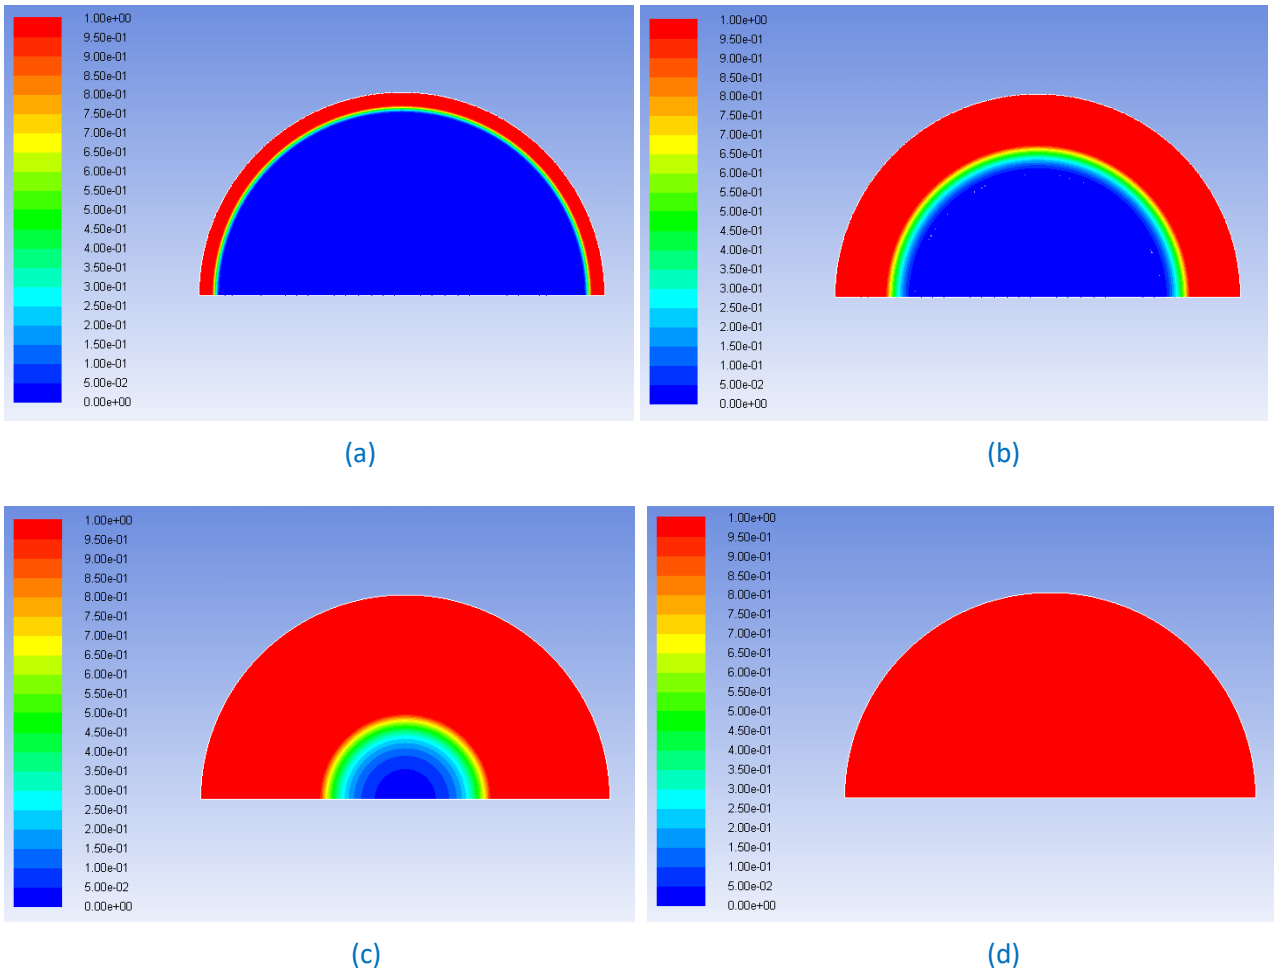 1.00e+00
9.50e-01
9.00e-01
8.50e-01
8.00e-01
7.50e-01
7.00e-01
6.50e-01
6.00e-01
5.50e-01
5.00e-01
4.50e-01
4.00e-01
3.50e-01
3.00e-01
2.50e-01
2.00e-01
1.50e-01
1.00e-01
5.00e-02
0.00e+00
(a)
1.00e+00
9.50e-01
9.00e-01
8.50e-01
8.00e-01
7.50e-01
7.00e-01
6.50e-01
6.00e-01
5.50e-01
5.00e-01
4.50e-01
4.00e-01
3.50e-01
3.00e-01
2.50e-01
2.00e-01
1.50e-01
1.00e-01
5.00e-02
0.00e+00
(b)
1.00e+00
9.50e-01
9.00e-01
8.50e-01
8.00e-01
7.50e-01
7.00e-01
6.50e-01
6.00e-01
5.50e-01
5.00e-01
4.50e-01
4.00e-01
3.50e-01
3.00e-01
2.50e-01
2.00e-01
1.50e-01
1.00e-01
5.00e-02
0.00e+00
(c)
1.00e+00
9.50e-01
9.00e-01
8.50e-01
8.00e-01
7.50e-01
7.00e-01
6.50e-01
6.00e-01
5.50e-01
5.00e-01
4.50e-01
4.00e-01
3.50e-01
3.00e-01
2.50e-01
2.00e-01
1.50e-01
1.00e-01
5.00e-02
0.00e+00
(d)